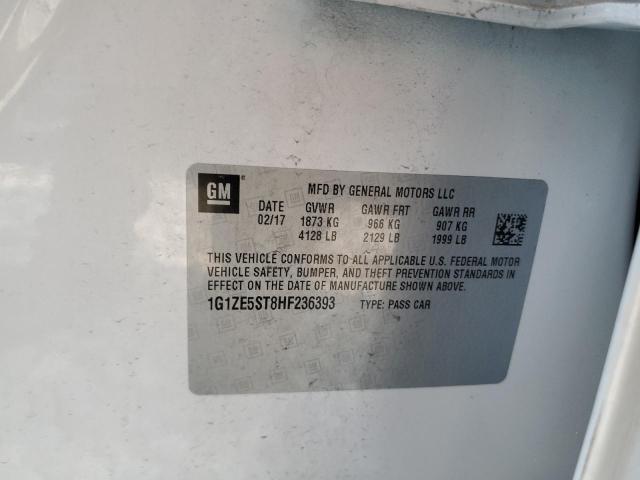 GM
MFD BY GENERAL MOTORS LLC
DATE GVWR GAWR FRT GAWR RR
02/17 1873 KG 966 KG 907 KG
4128 LB 2129 LB 1999 LB
THIS VEHICLE CONFORMS TO ALL APPLICABLE U.S. FEDERAL MOTOR
VEHICLE SAFETY, BUMPER, AND THEFT PREVENTION STANDARDS IN
EFFECT ON THE DATE OF MANUFACTURE SHOWN ABOVE.
1G1ZE5ST8HF236393 TYPE: PASS CAR